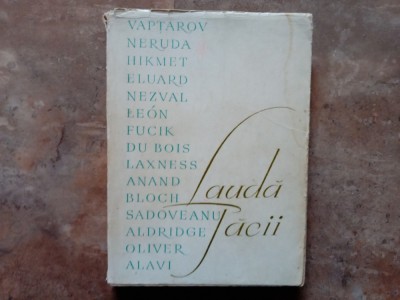 VAPTAROV
NERUDA
HIKMET
ELUARD
NEZVAL
LEÓN
FUCIK
DU BOIS
LAXNESS
ANAND
BLOCH
SADOVEANU
ALDRIDGE
OLIVER
ALAVI
Laudă
Păcii